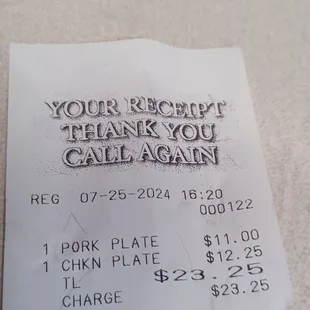 YOUR RECEIPT
THANK YOU
CALL AGAIN
REG 07-25-2024 16:20
000122
1 PORK PLATE $11.00
1 CHKN PLATE $12.25
TL $23.25
CHARGE $23.25